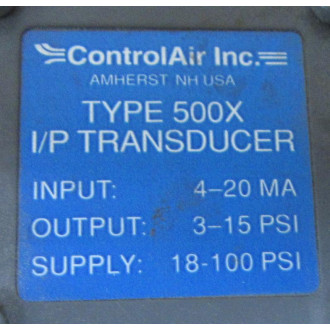 ControlAir Inc.
AMHERST NH USA
TYPE 500X
I/P TRANSDUCER
INPUT: 4–20 MA
OUTPUT: 3–15 PSI
SUPPLY: 18-100 PSI